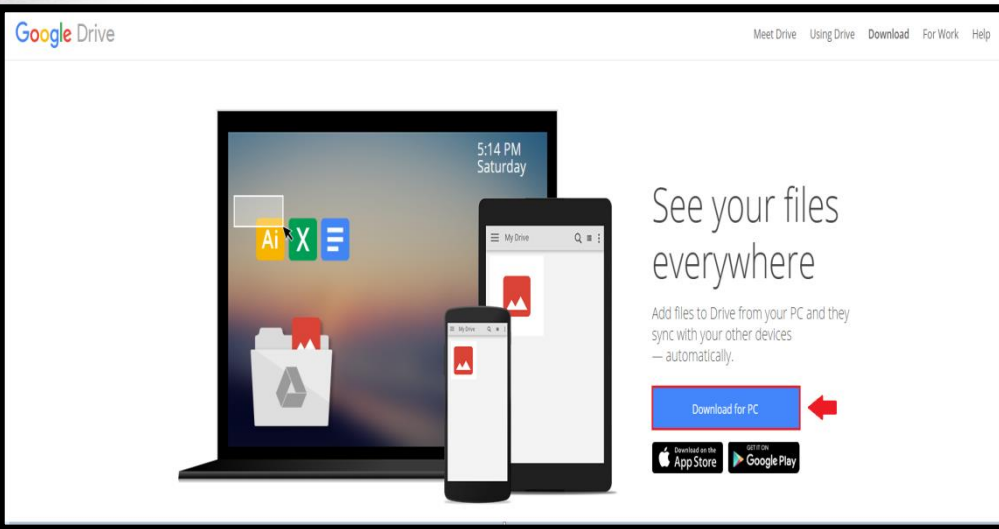 Google Drive
Meet Drive Using Drive Download For Work Help
5:14 PM
Saturday
Ai X
My Drive
My Drive
See your files
everywhere
Add files to Drive from your PC and they
sync with your other devices
— automatically.
Download for PC
Download on the
App Store
GET IT ON
Google Play